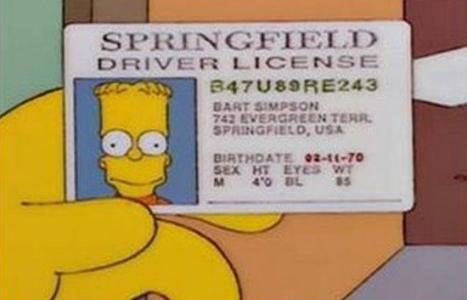 SPRINGFIELD
DRIVER LICENSE
B47U89RE243
BART SIMPSON
742 EVERGREEN TERR.
SPRINGFIELD, USA
BIRTHDATE 02-11-70
SEX HT EYES WT
M 4'0 BL 85